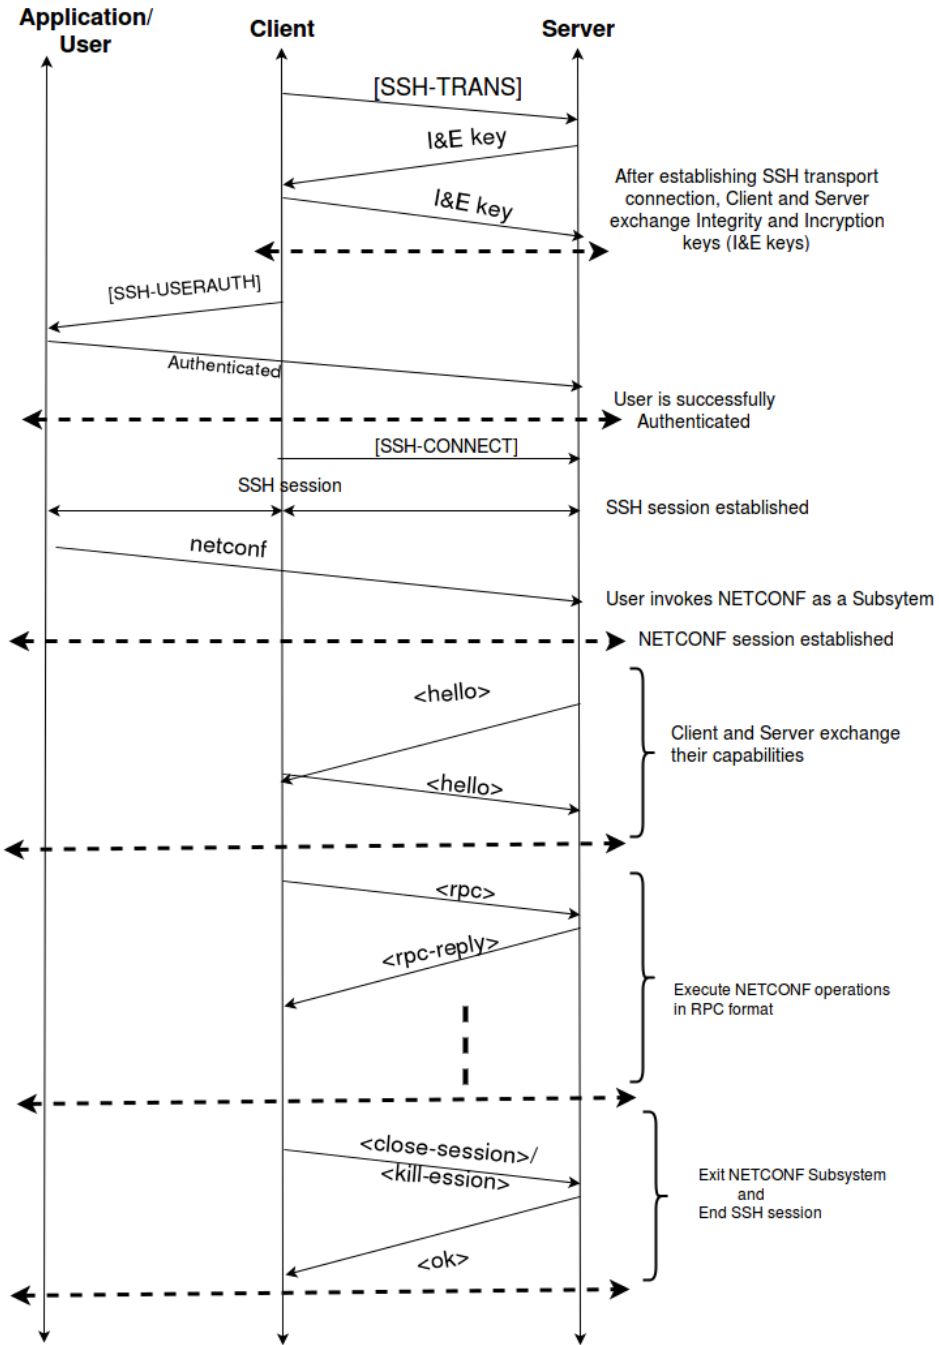 Application/
User
Client
Server
[SSH-TRANS]
I&E key
I&E key
After establishing SSH transport
connection, Client and Server
exchange Integrity and Incryption
keys (I&E keys)
[SSH-USERAUTH]
Authenticated
User is successfully
Authenticated
[SSH-CONNECT]
SSH session
SSH session established
netconf
User invokes NETCONF as a Subsytem
NETCONF session established
<hello>
Client and Server exchange
their capabilities
<hello>
<rpc>
<rpc-reply>
Execute NETCONF operations
in RPC format
<close-session>/
<kill-ession>
Exit NETCONF Subsystem
and
End SSH session
<ok>